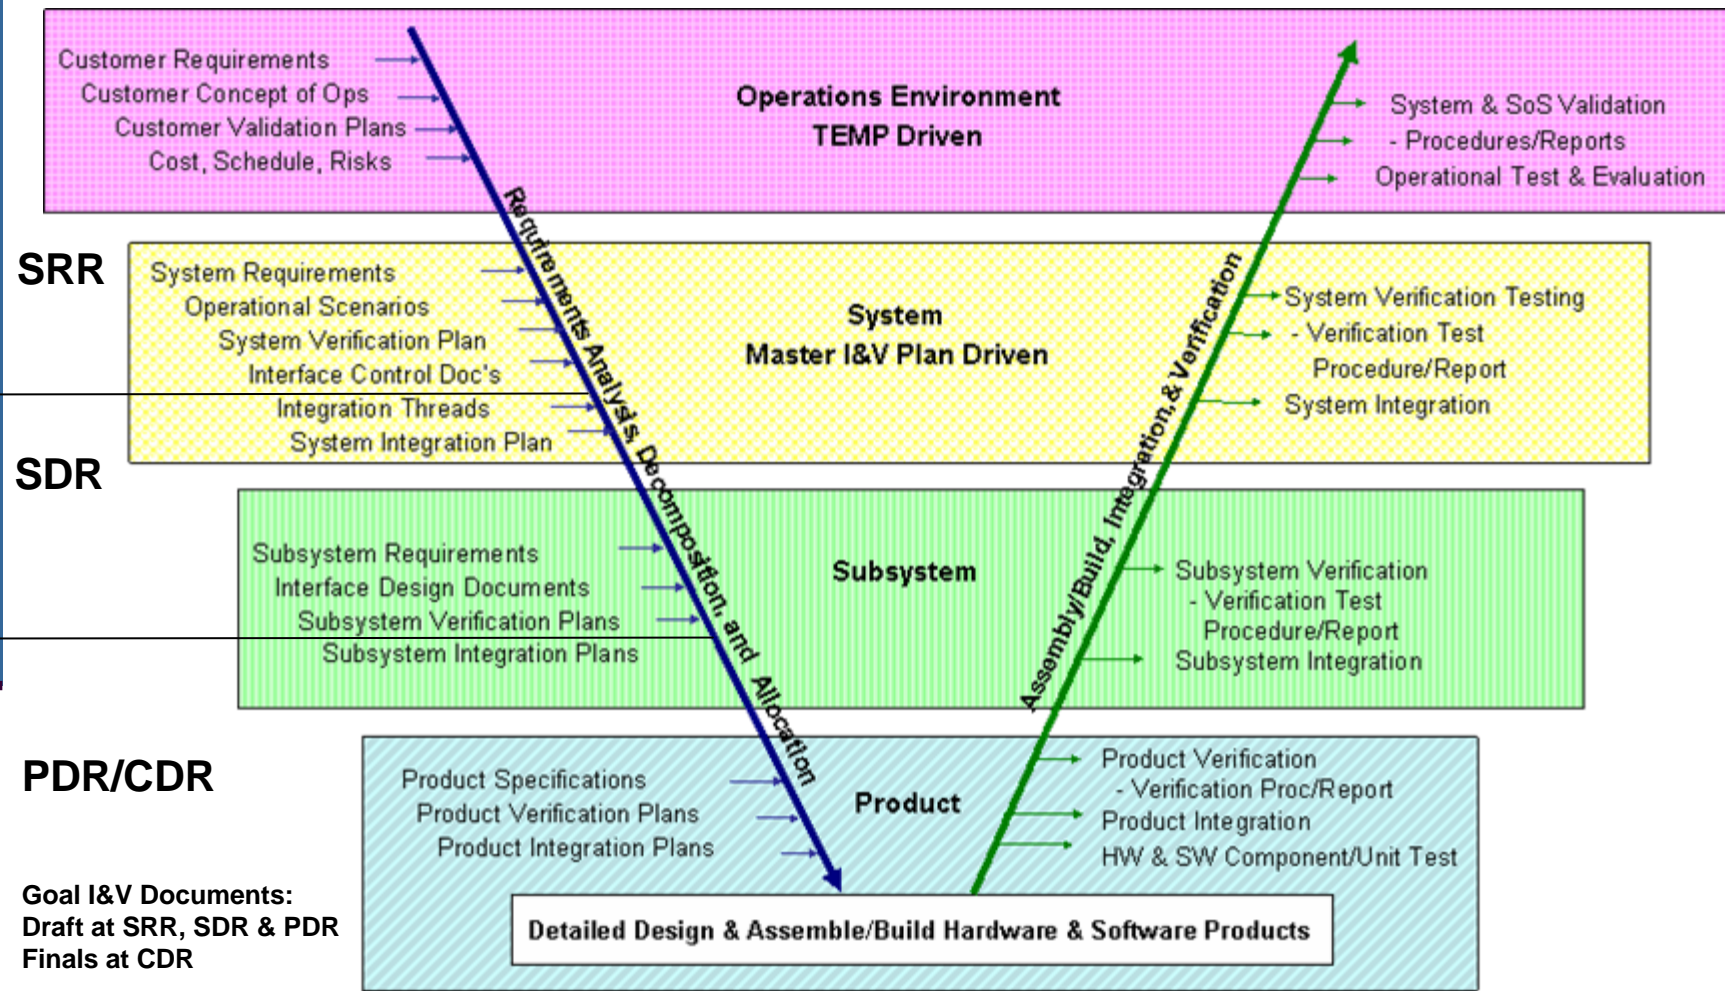 Customer Requirements
Customer Concept of Ops
Customer Validation Plans
Cost, Schedule, Risks
Operations Environment
TEMP Driven
System & SoS Validation
- Procedures/Reports
Operational Test & Evaluation
Requirements Analysis, Decomposition, and Allocation
Assembly/Build, Integration,& Verification
SRR
System Requirements
Operational Scenarios
System Verification Plan
Interface Control Doc's
Integration Threads
System Integration Plan
System
Master I&V Plan Driven
System Verification Testing
- Verification Test
Procedure/Report
System Integration
SDR
Subsystem Requirements
Interface Design Documents
Subsystem Verification Plans
Subsystem Integration Plans
Subsystem
Subsystem Verification
- Verification Test
Procedure/Report
Subsystem Integration
PDR/CDR
Product Specifications
Product Verification Plans
Product Integration Plans
Product
Product Verification
- Verification Proc/Report
Product Integration
HW & SW Component/Unit Test
Goal I&V Documents:
Draft at SRR, SDR & PDR
Finals at CDR
Detailed Design & Assemble/Build Hardware & Software Products